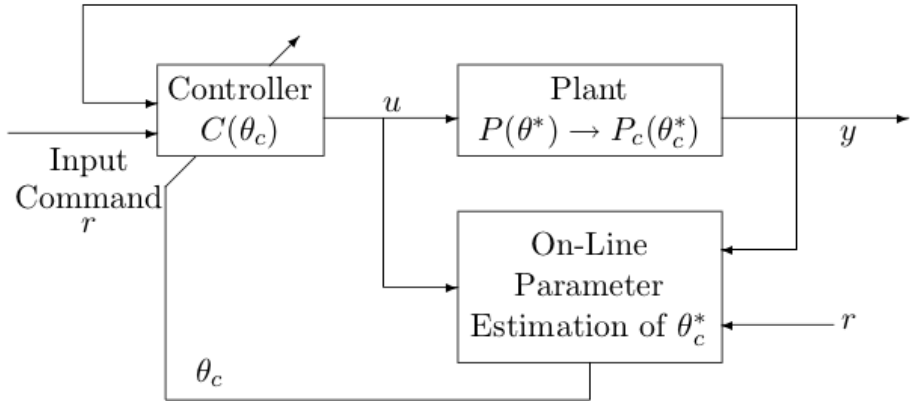 Controller
C(θ_c)
Input
Command
r
u
Plant
P(θ*) → P_c(θ_c*)
y
On-Line
Parameter
Estimation of θ_c*
r
θ_c